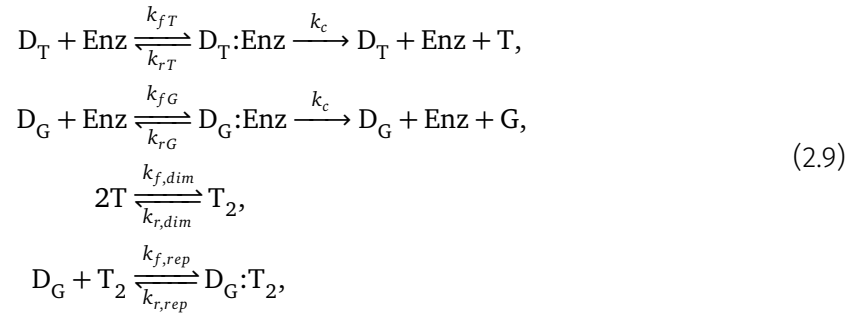 D_T + Enz ⇌[k_{fT}][k_{rT}] D_T:Enz →[k_c] D_T + Enz + T,
D_G + Enz ⇌[k_{fG}][k_{rG}] D_G:Enz →[k_c] D_G + Enz + G,
(2.9)
2T ⇌[k_{f,dim}][k_{r,dim}] T_2,
D_G + T_2 ⇌[k_{f,rep}][k_{r,rep}] D_G:T_2,